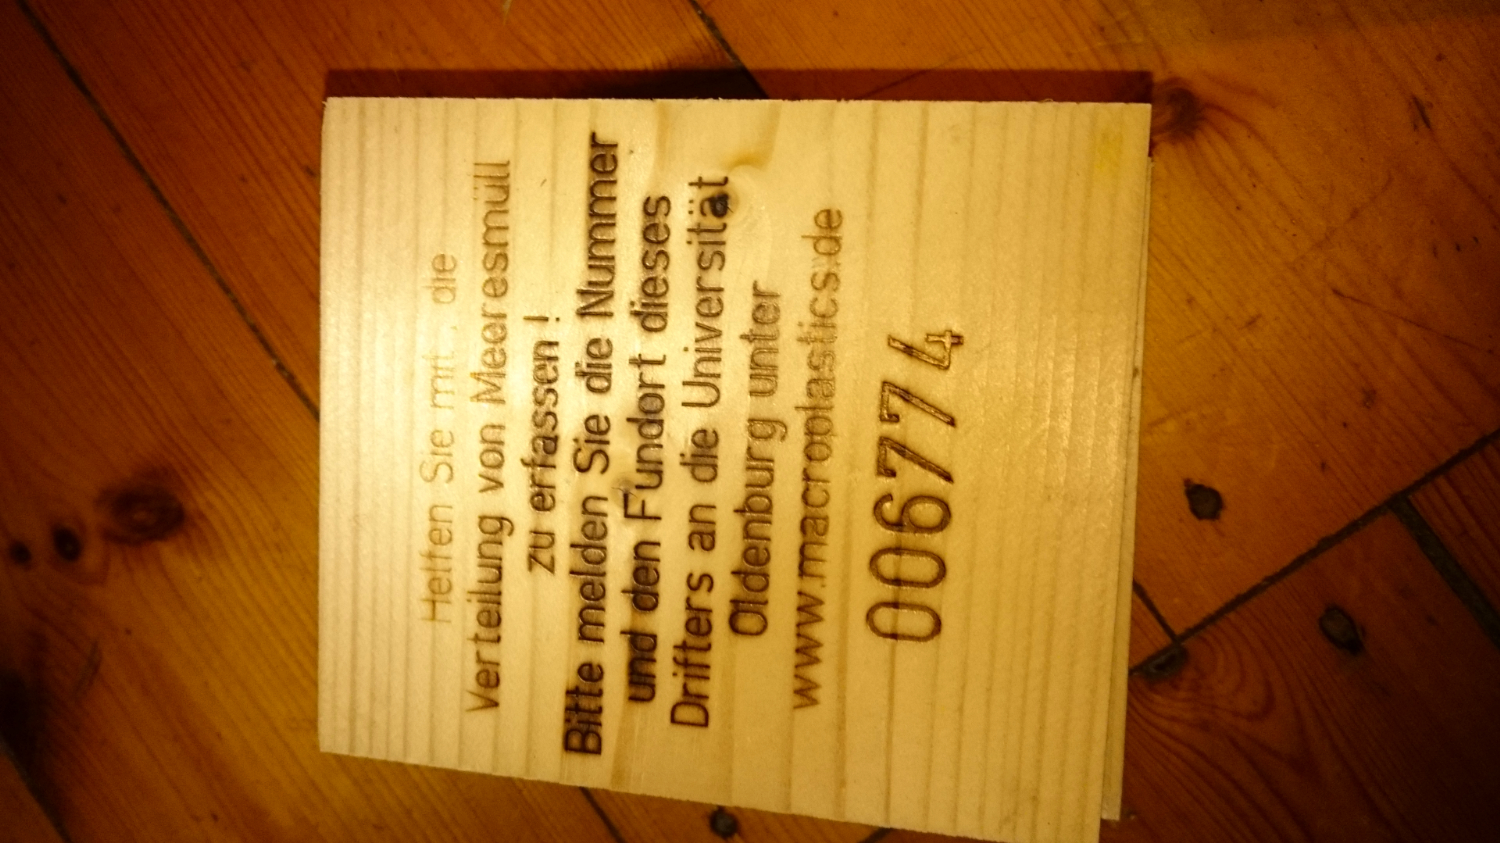 Helfen Sie mit, die
Verteilung von Meeresmüll
zu erfassen !
Bitte melden Sie die Nummer
und den Fundort dieses
Drifters an die Universität
Oldenburg unter
www.macroplastics.de
006774